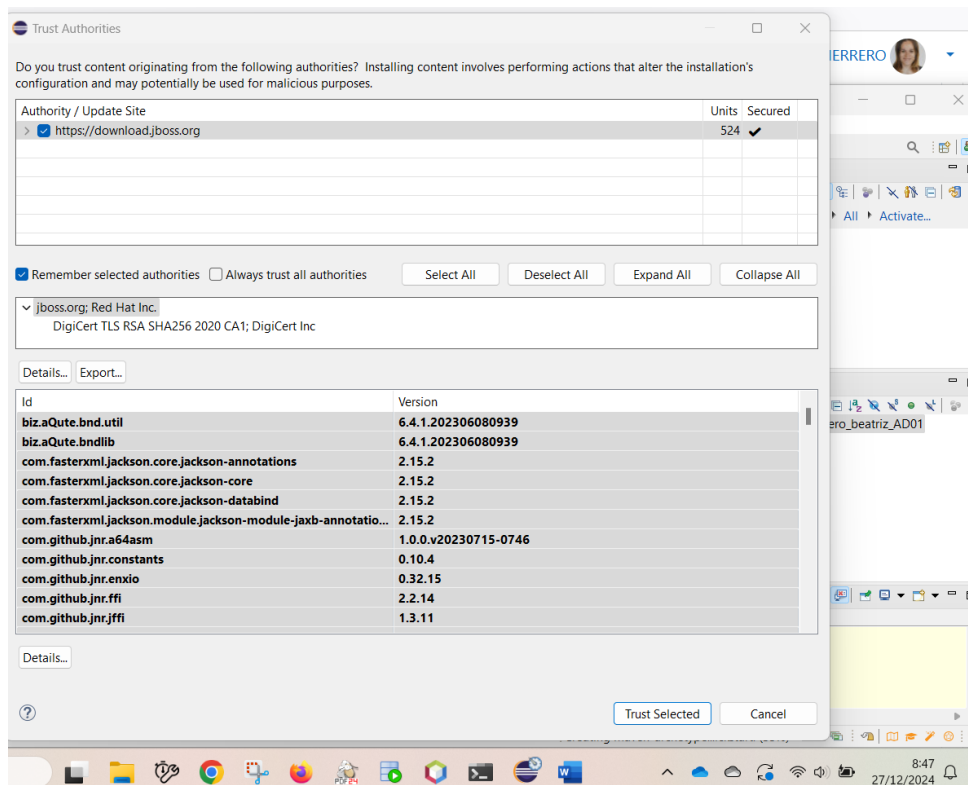 Trust Authorities
Do you trust content originating from the following authorities? Installing content involves performing actions that alter the installation's
configuration and may potentially be used for malicious purposes.
Authority / Update Site Units Secured
https://download.jboss.org 524
Remember selected authorities Always trust all authorities Select All Deselect All Expand All Collapse All
jboss.org; Red Hat Inc.
DigiCert TLS RSA SHA256 2020 CA1; DigiCert Inc
Details... Export...
Id Version
biz.aQute.bnd.util 6.4.1.202306080939
biz.aQute.bndlib 6.4.1.202306080939
com.fasterxml.jackson.core.jackson-annotations 2.15.2
com.fasterxml.jackson.core.jackson-core 2.15.2
com.fasterxml.jackson.core.jackson-databind 2.15.2
com.fasterxml.jackson.module.jackson-module-jaxb-annotatio... 2.15.2
com.github.jnr.a64asm 1.0.0.v20230715-0746
com.github.jnr.constants 0.10.4
com.github.jnr.enxio 0.32.15
com.github.jnr.ffi 2.2.14
com.github.jnr.jffi 1.3.11
Details...
Trust Selected Cancel
IERRERO
All Activate...
ero_beatriz_AD01
PDF24
8:47
27/12/2024